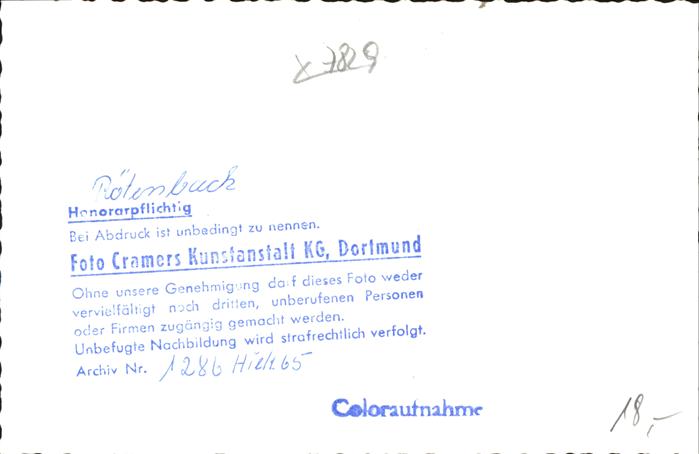 x 7829
Rötenbach
Honorarpflichtig
Bei Abdruck ist unbedingt zu nennen.
Foto Cramers Kunstanstalt KG, Dortmund
Ohne unsere Genehmigung darf dieses Foto weder
vervielfältigt noch dritten, unberufenen Personen
oder Firmen zugängig gemacht werden.
Unbefugte Nachbildung wird strafrechtlich verfolgt.
Archiv Nr. 1286
Coloraufnahme
18,-